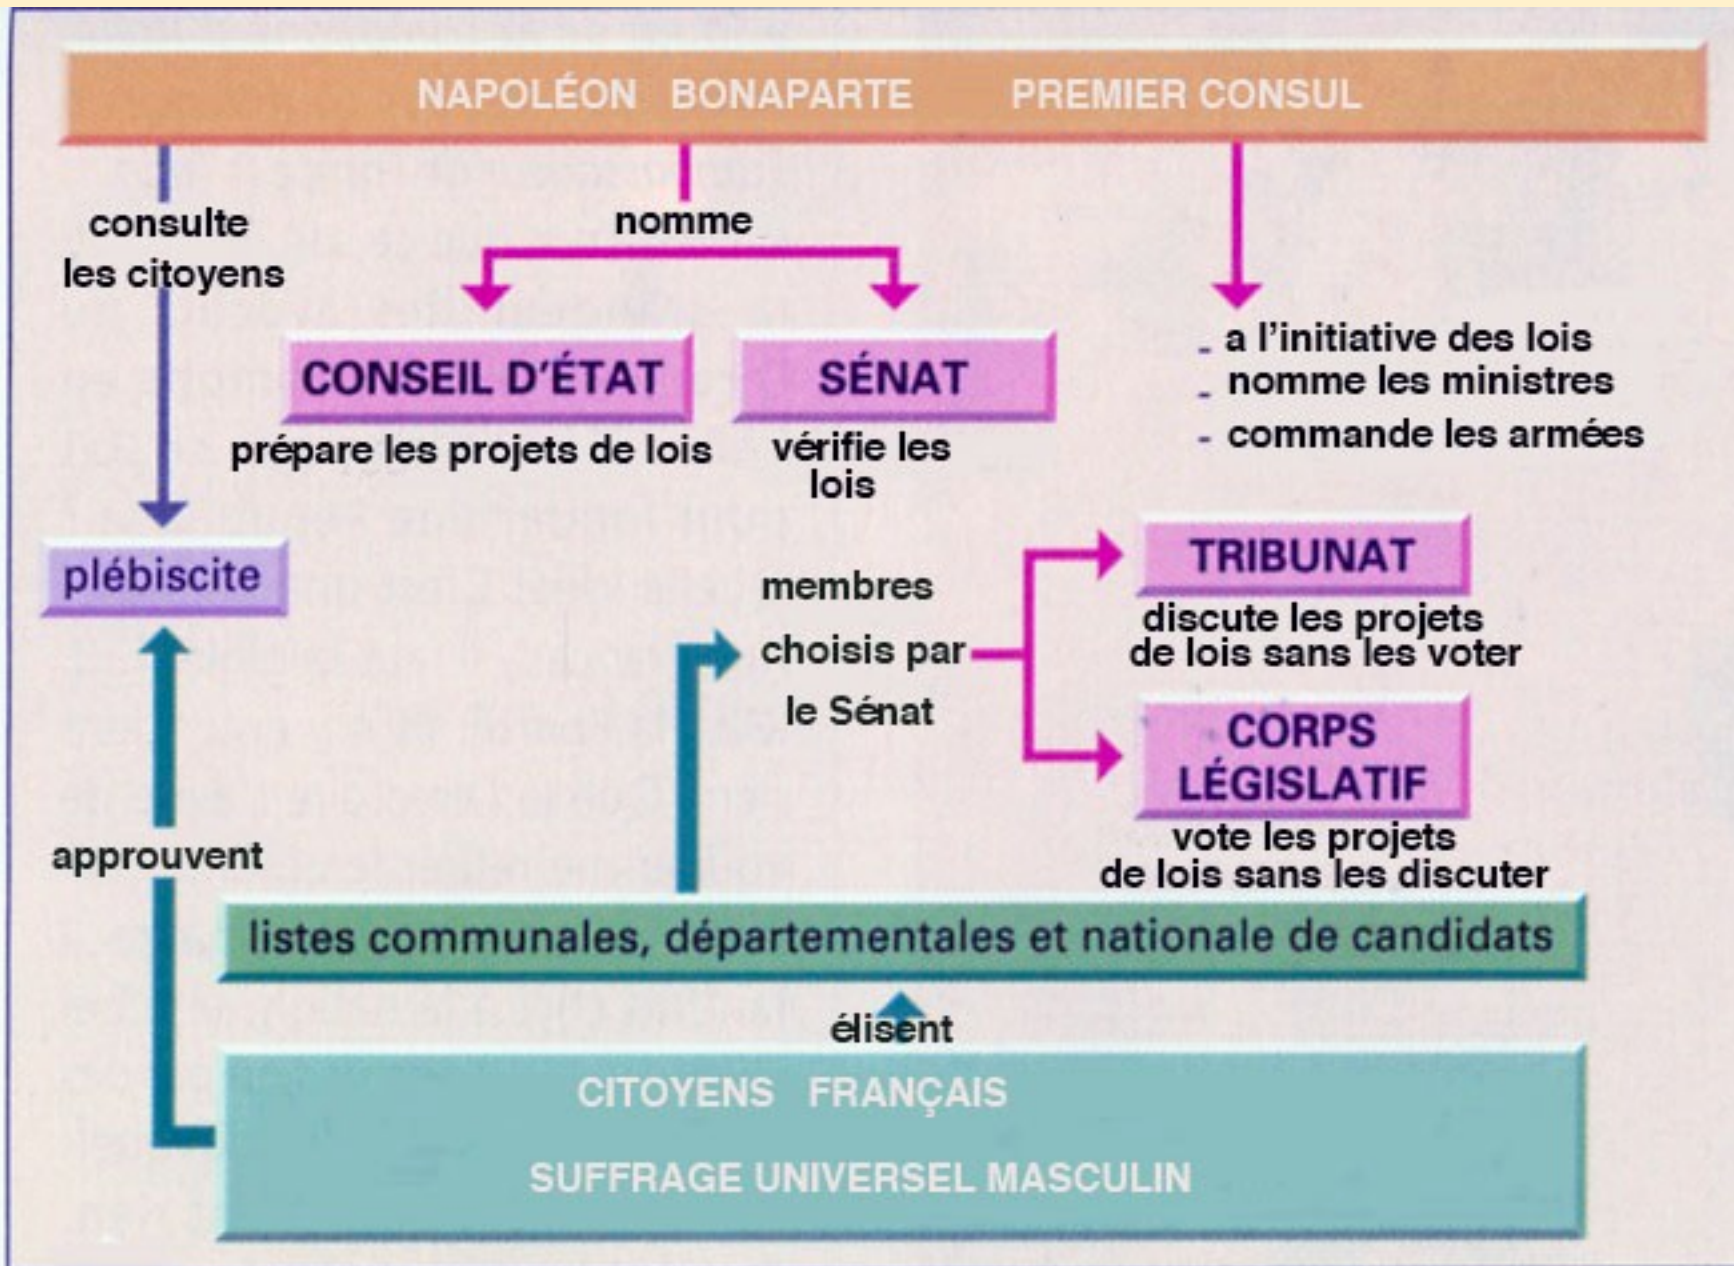 NAPOLÉON BONAPARTE PREMIER CONSUL
consulte
les citoyens
nomme
CONSEIL D'ÉTAT
prépare les projets de lois
SÉNAT
vérifie les
lois
- a l'initiative des lois
- nomme les ministres
- commande les armées
plébiscite
membres
choisis par
le Sénat
TRIBUNAT
discute les projets
de lois sans les voter
CORPS
LÉGISLATIF
vote les projets
de lois sans les discuter
approuvent
listes communales, départementales et nationale de candidats
élisent
CITOYENS FRANÇAIS
SUFFRAGE UNIVERSEL MASCULIN